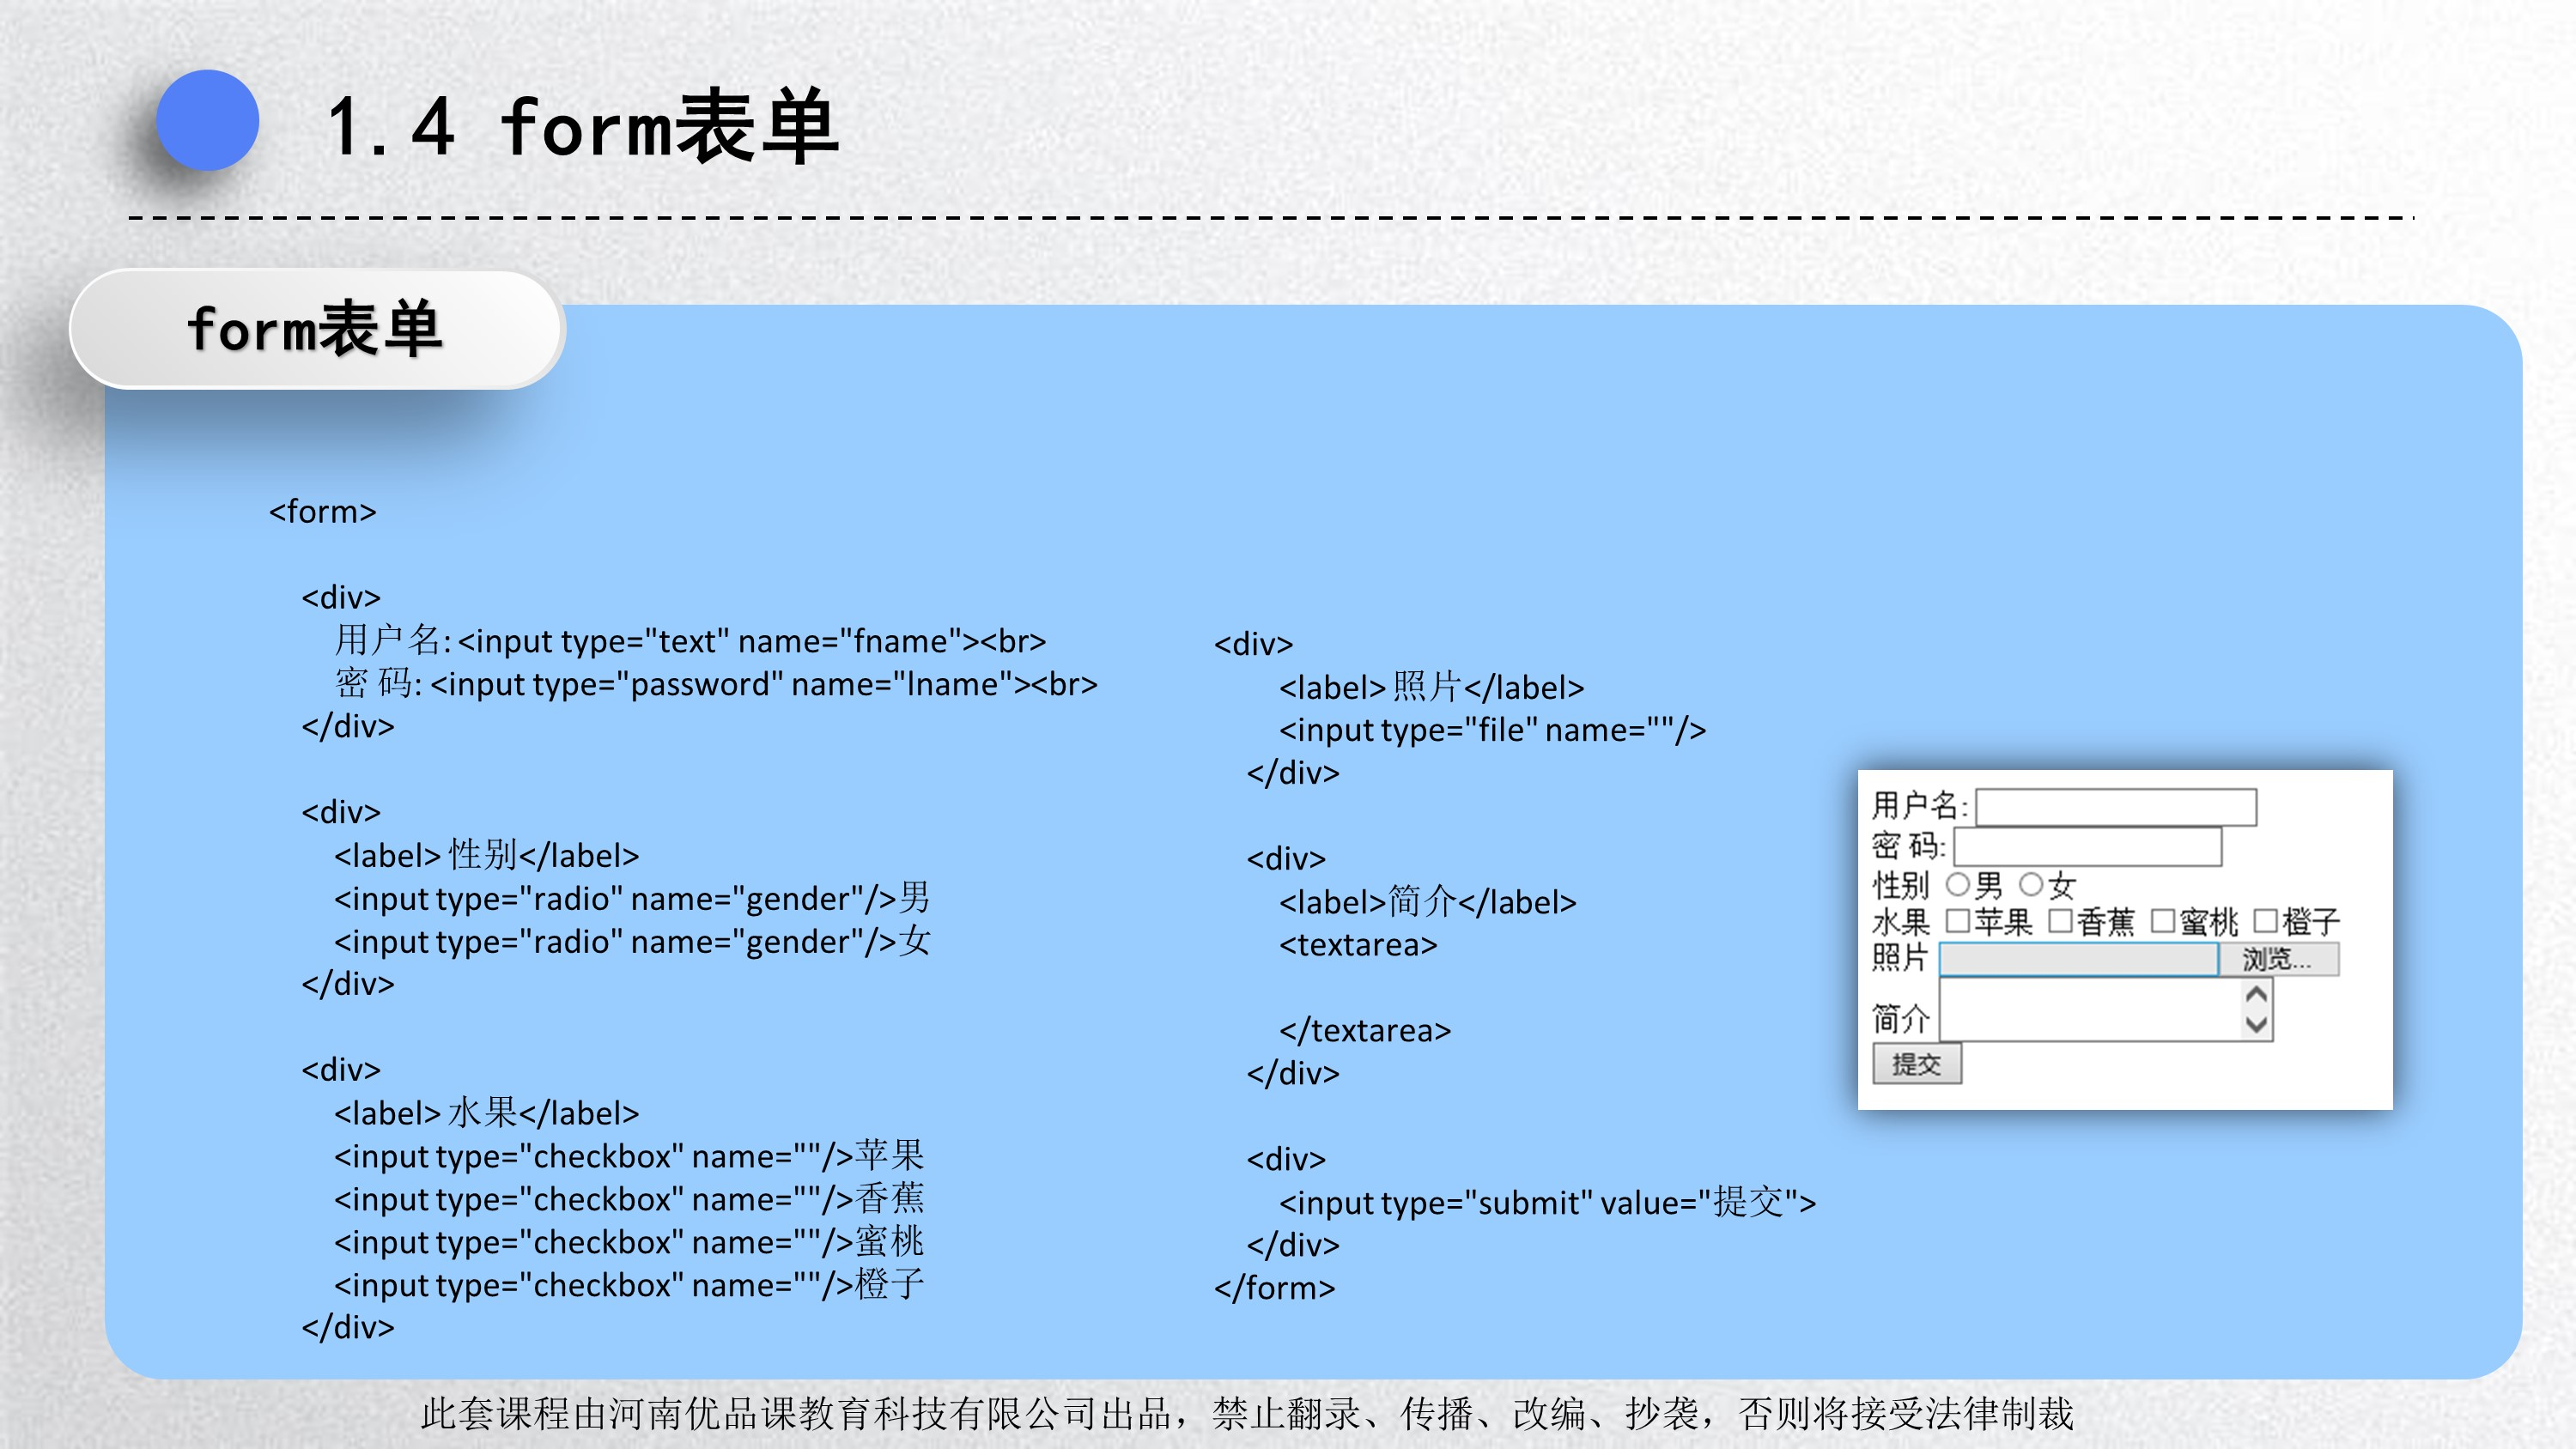 1.4 form表单
form表单
<form>
<div>
用户名: <input type="text" name="fname"><br>
密 码: <input type="password" name="lname"><br>
</div>
<div>
<label>性别</label>
<input type="radio" name="gender"/>男
<input type="radio" name="gender"/>女
</div>
<div>
<label>水果</label>
<input type="checkbox" name=""/>苹果
<input type="checkbox" name=""/>香蕉
<input type="checkbox" name=""/>蜜桃
<input type="checkbox" name=""/>橙子
</div>
<div>
<label>照片</label>
<input type="file" name=""/>
</div>
<div>
<label>简介</label>
<textarea>
</textarea>
</div>
<div>
<input type="submit" value="提交">
</div>
</form>
用户名:
密 码:
性别 男 女
水果 苹果 香蕉 蜜桃 橙子
照片 浏览...
简介
提交
此套课程由河南优品课教育科技有限公司出品，禁止翻录、传播、改编、抄袭，否则将接受法律制裁